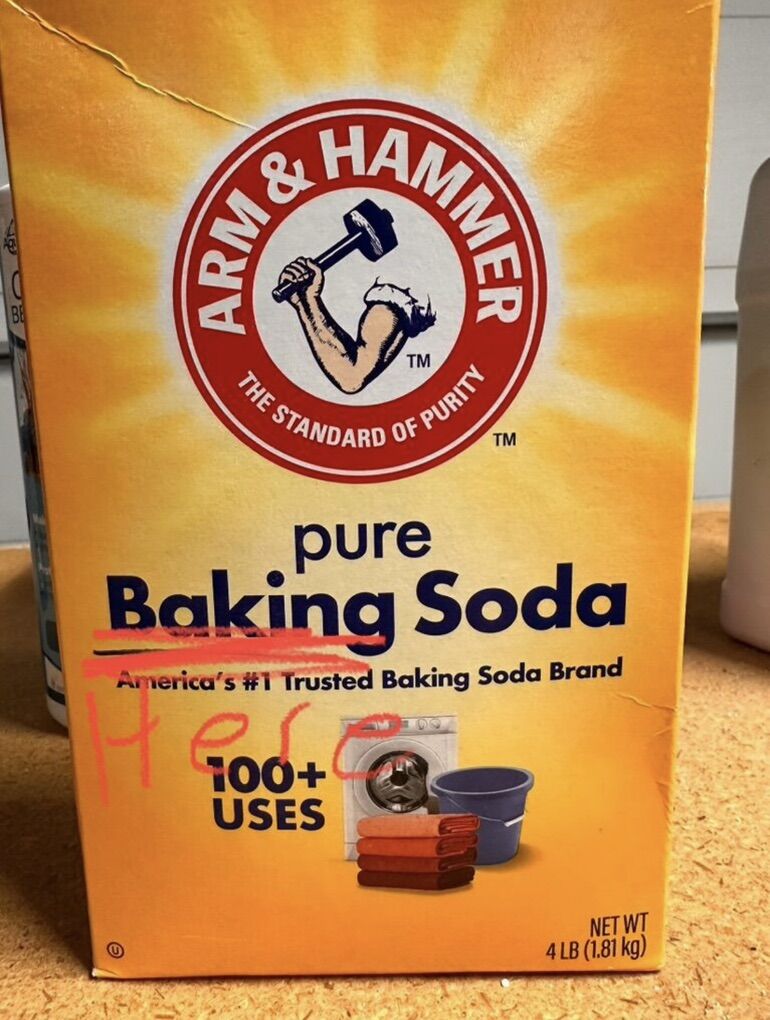 ARM & HAMMER
TM
THE STANDARD OF PURITY
TM
pure
Baking Soda
America's #1 Trusted Baking Soda Brand
Here
100+
USES
NET WT
4 LB (1.81 kg)
U